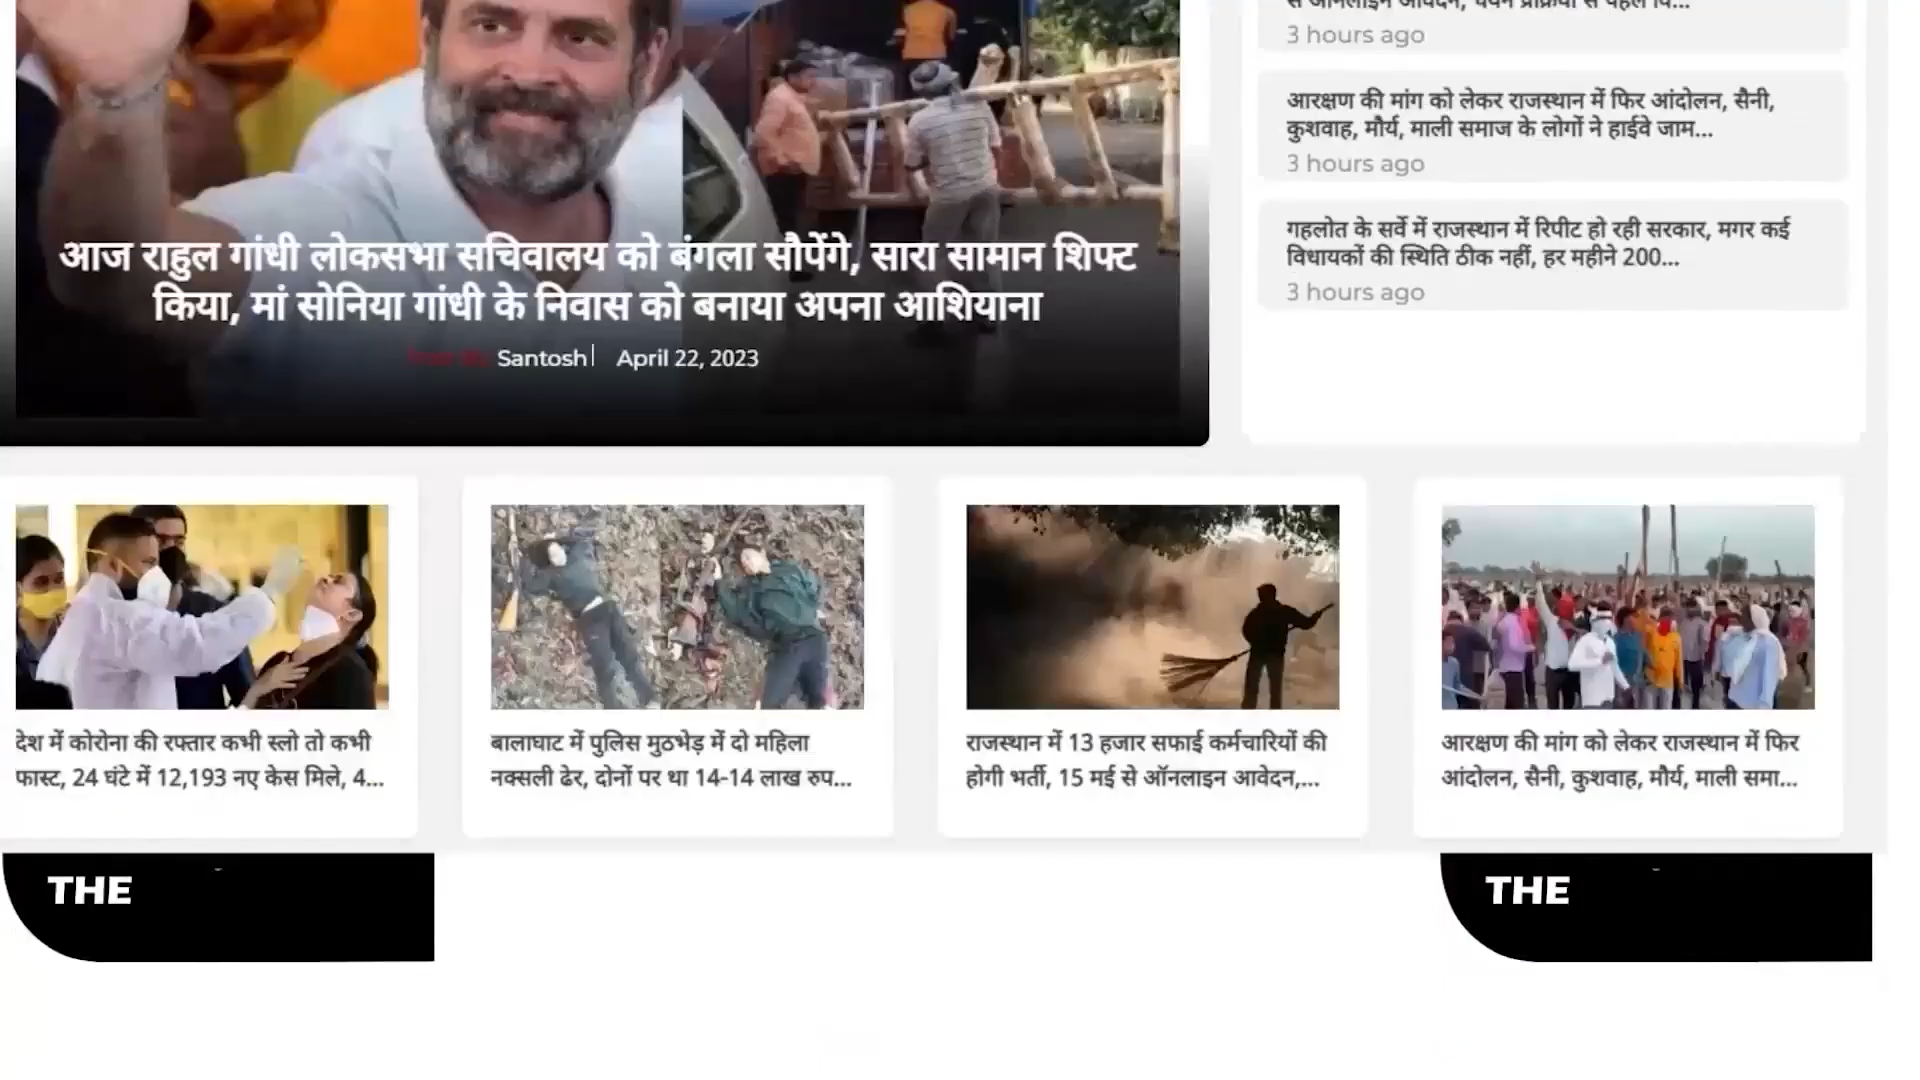 3 hours ago
आरक्षण की मांग को लेकर राजस्थान में फिर आंदोलन, सैनी,
कुशवाह, मौर्य, माली समाज के लोगों ने हाईवे जाम...
3 hours ago
गहलोत के सर्वे में राजस्थान में रिपीट हो रही सरकार, मगर कई
विधायकों की स्थिति ठीक नहीं, हर महीने 200...
3 hours ago
आज राहुल गांधी लोकसभा सचिवालय को बंगला सौपेंगे, सारा सामान शिफ्ट
किया, मां सोनिया गांधी के निवास को बनाया अपना आशियाना
Santosh | April 22, 2023
देश में कोरोना की रफ्तार कभी स्लो तो कभी
फास्ट, 24 घंटे में 12,193 नए केस मिले, 4...
बालाघाट में पुलिस मुठभेड़ में दो महिला
नक्सली ढेर, दोनों पर था 14-14 लाख रुप...
राजस्थान में 13 हजार सफाई कर्मचारियों की
होगी भर्ती, 15 मई से ऑनलाइन आवेदन,...
आरक्षण की मांग को लेकर राजस्थान में फिर
आंदोलन, सैनी, कुशवाह, मौर्य, माली समा...
THE
THE